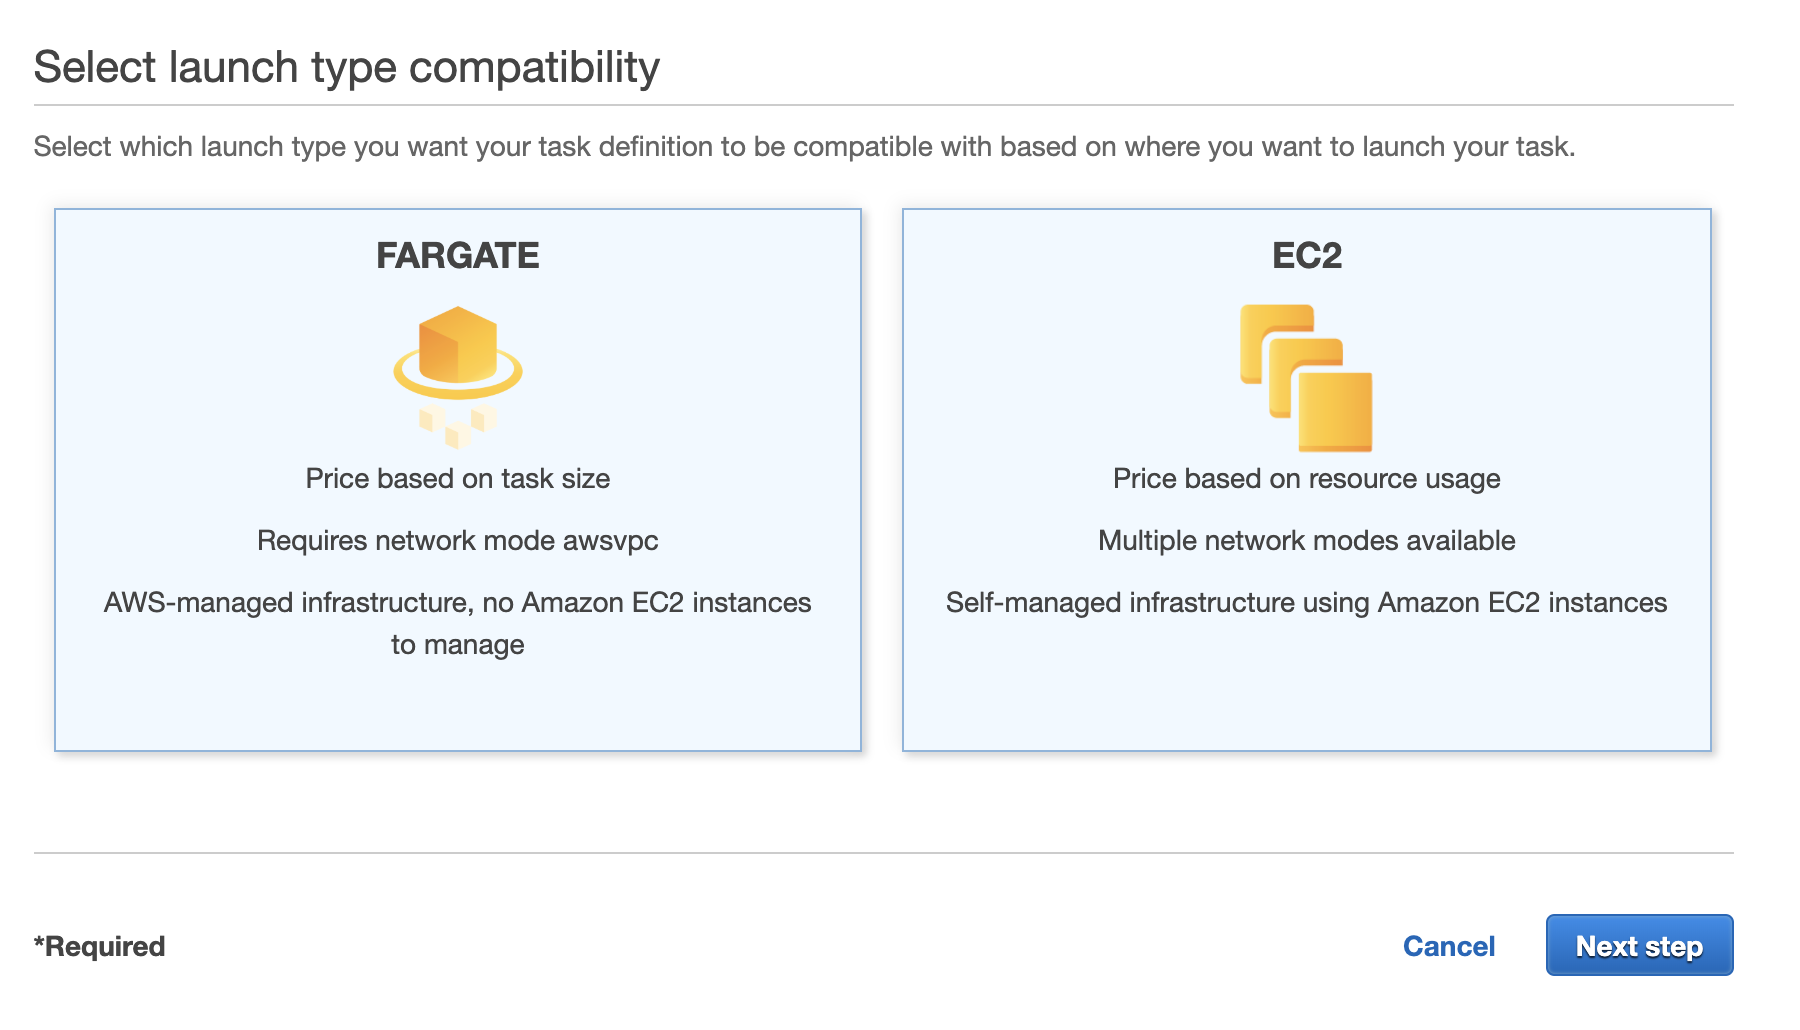 Select launch type compatibility
Select which launch type you want your task definition to be compatible with based on where you want to launch your task.
FARGATE
Price based on task size
Requires network mode awsvpc
AWS-managed infrastructure, no Amazon EC2 instances
to manage
EC2
Price based on resource usage
Multiple network modes available
Self-managed infrastructure using Amazon EC2 instances
*Required
Cancel
Next step